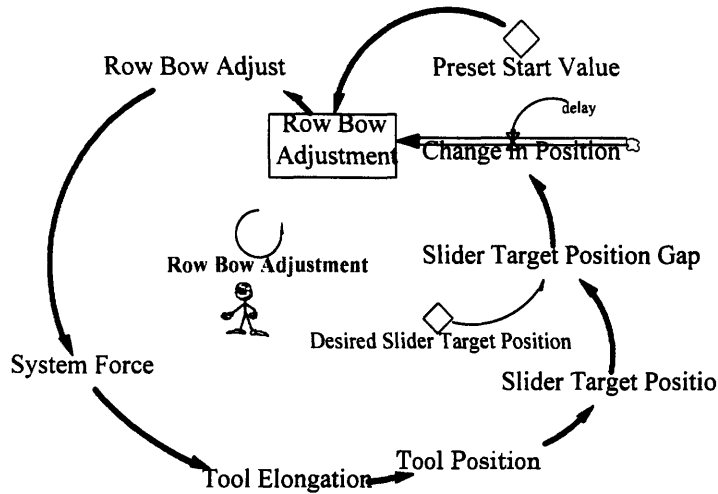 Row Bow Adjust
Preset Start Value
delay
Row Bow
Adjustment
Change in Position
Slider Target Position Gap
Row Bow Adjustment
Desired Slider Target Position
System Force
Slider Target Positio
Tool Position
Tool Elongation